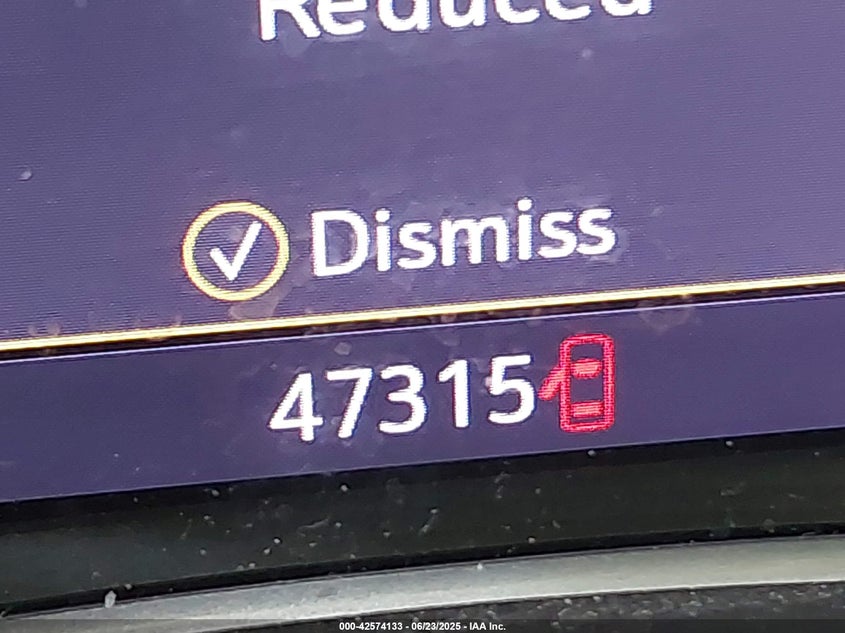 Reduced
Dismiss
47315
000-42574133 - 06/23/2025 - IAA Inc.